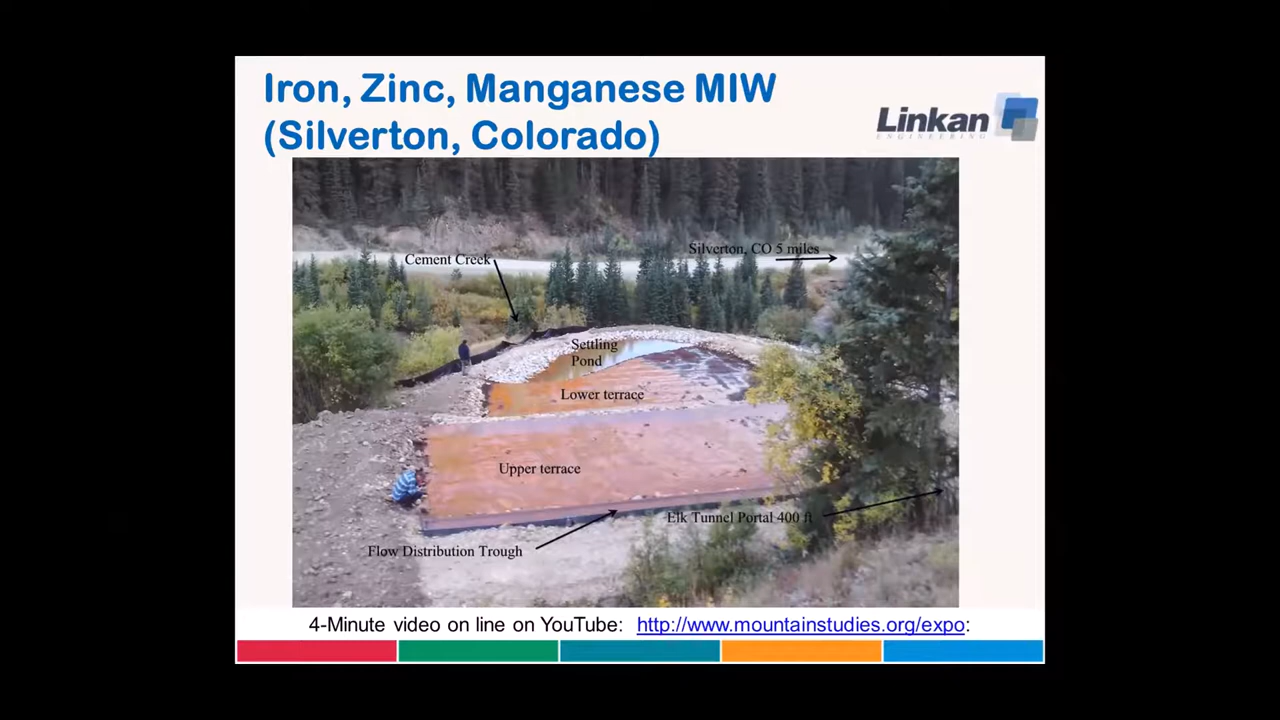 Iron, Zinc, Manganese MIW
(Silverton, Colorado)
Linkan
ENGINEERING
Silverton, CO 5 miles
Cement Creek
Settling
Pond
Lower terrace
Upper terrace
Elk Tunnel Portal 400 ft
Flow Distribution Trough
4-Minute video on line on YouTube: http://www.mountainstudies.org/expo: